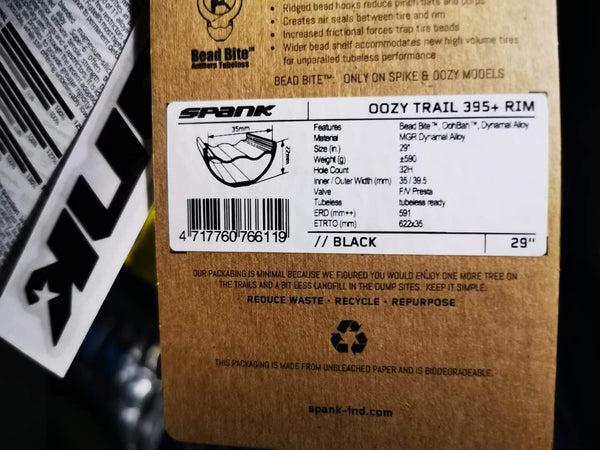 Ridged bead hooks reduce pinch flats and burps
Creates air seals between tire and rim
Increased frictional forces trap tire beads
Wider bead shelf accommodates new high volume tires
for unparalled tubeless performance
Bead Bite™
BEAD BITE™: ONLY ON SPIKE & OOZY MODELS
SPANK
OOZY TRAIL 395+ RIM
35mm
22mm
Features Bead Bite™, OohBah™, Dynamal Alloy
Material MGR Dynamal Alloy
Size (in.) 29"
Weight (g) ±590
Hole Count 32H
Inner / Outer Width (mm) 35 / 39.5
Valve F/V Presta
Tubeless tubeless ready
ERD (mm++) 591
ETRTO (mm) 622x35
4 717760 766119
// BLACK
29"
OUR PACKAGING IS MINIMAL BECAUSE WE FIGURED YOU WOULD ENJOY ONE MORE TREE ON
THE TRAILS AND A BIT LESS LANDFILL IN THE DUMP SITES. KEEP IT SIMPLE.
REDUCE WASTE • RECYCLE • REPURPOSE
THIS PACKAGING IS MADE FROM UNBLEACHED PAPER AND IS BIODEGRADEABLE.
spank-ind.com